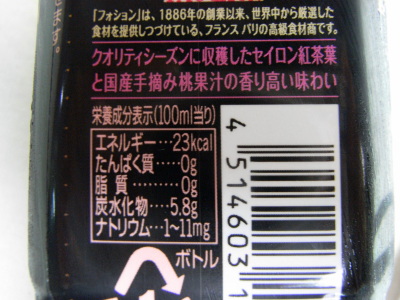 「フォション」は、1886年の創業以来、世界中から厳選した
食材を提供しつづけている、フランス パリの高級食材商です。
クオリティシーズンに収穫したセイロン紅茶葉
と国産手摘み桃果汁の香り高い味わい
栄養成分表示(100ml当り)
エネルギー…23kcal
たんぱく質……0g
脂質………0g
炭水化物…5.8g
ナトリウム…1~11mg
ボトル
4 514603 1
ます。